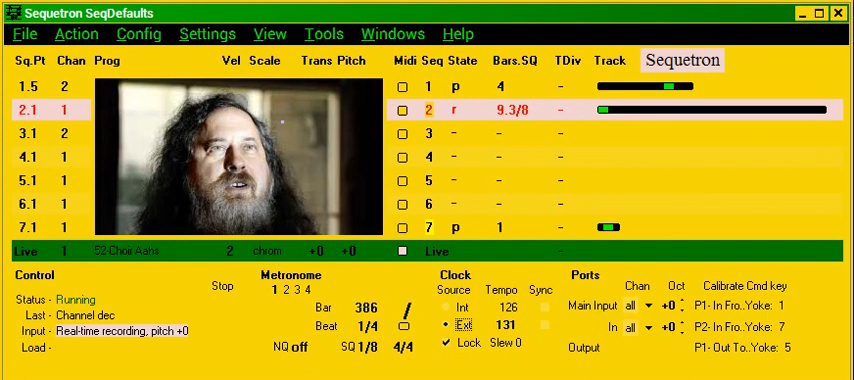 Sequetron SeqDefaults
File Action Config Settings View Tools Windows Help
Sq.Pt Chan Prog Vel Scale Trans Pitch Midi Seq State Bars.SQ TDiv Track Sequetron
1.5 2 1 p 4 -
2.1 1 2 r 9.3/8 -
3.1 2 3 - -
4.1 1 4 - -
5.1 1 5 - -
6.1 1 6 - -
7.1 1 7 p 1 -
Live 1 52-Choir Aahs 2 chrom +0 +0 Live -
Control Stop Metronome Clock Ports
1 2 3 4 Source Tempo Sync Chan Oct Calibrate Cmd key
Status - Running Bar 386 / Int 126 Main Input all +0 P1- In Fro..Yoke: 1
Last - Channel dec Beat 1/4 Ext 131 In all +0 P2- In Fro..Yoke: 7
Input - Real-time recording, pitch +0
Load - NQ off SQ 1/8 4/4 Lock Slew 0 Output P1- Out To..Yoke: 5